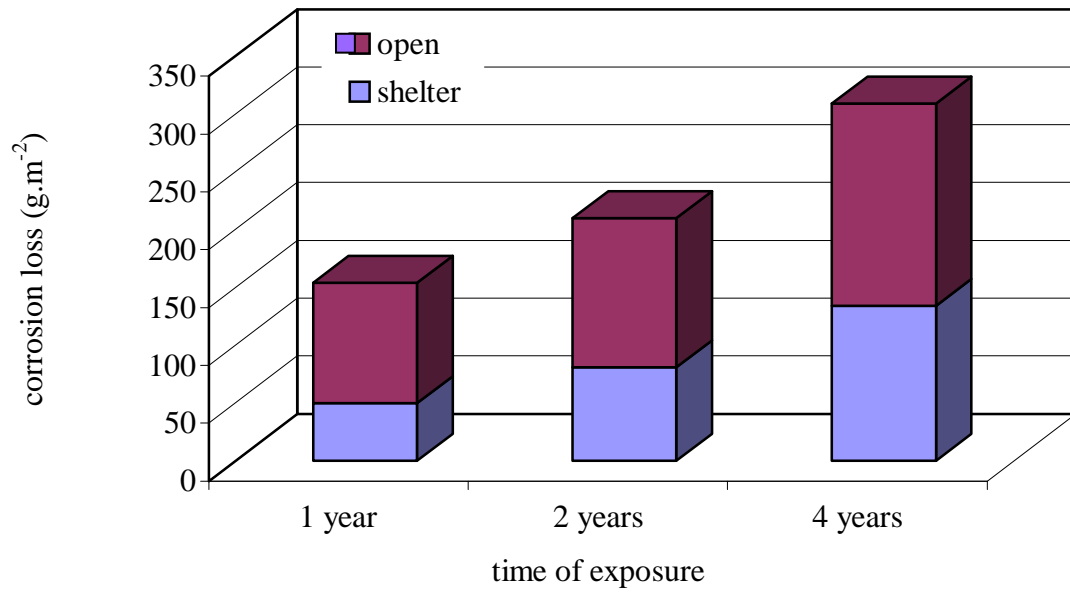 open
shelter
350
300
250
200
150
100
50
0
corrosion loss (g.m⁻²)
1 year
2 years
4 years
time of exposure